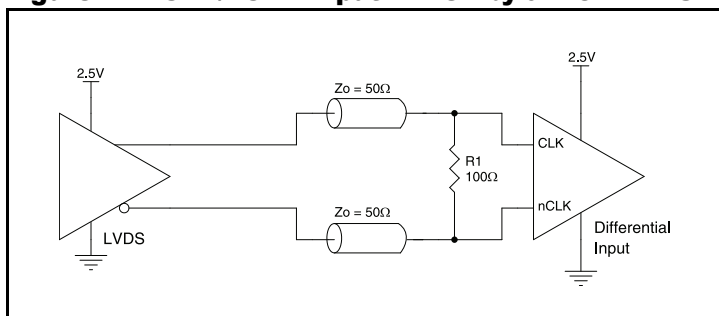 2.5V
2.5V
Zo = 50Ω
CLK
R1
100Ω
nCLK
Zo = 50Ω
LVDS
Differential
Input